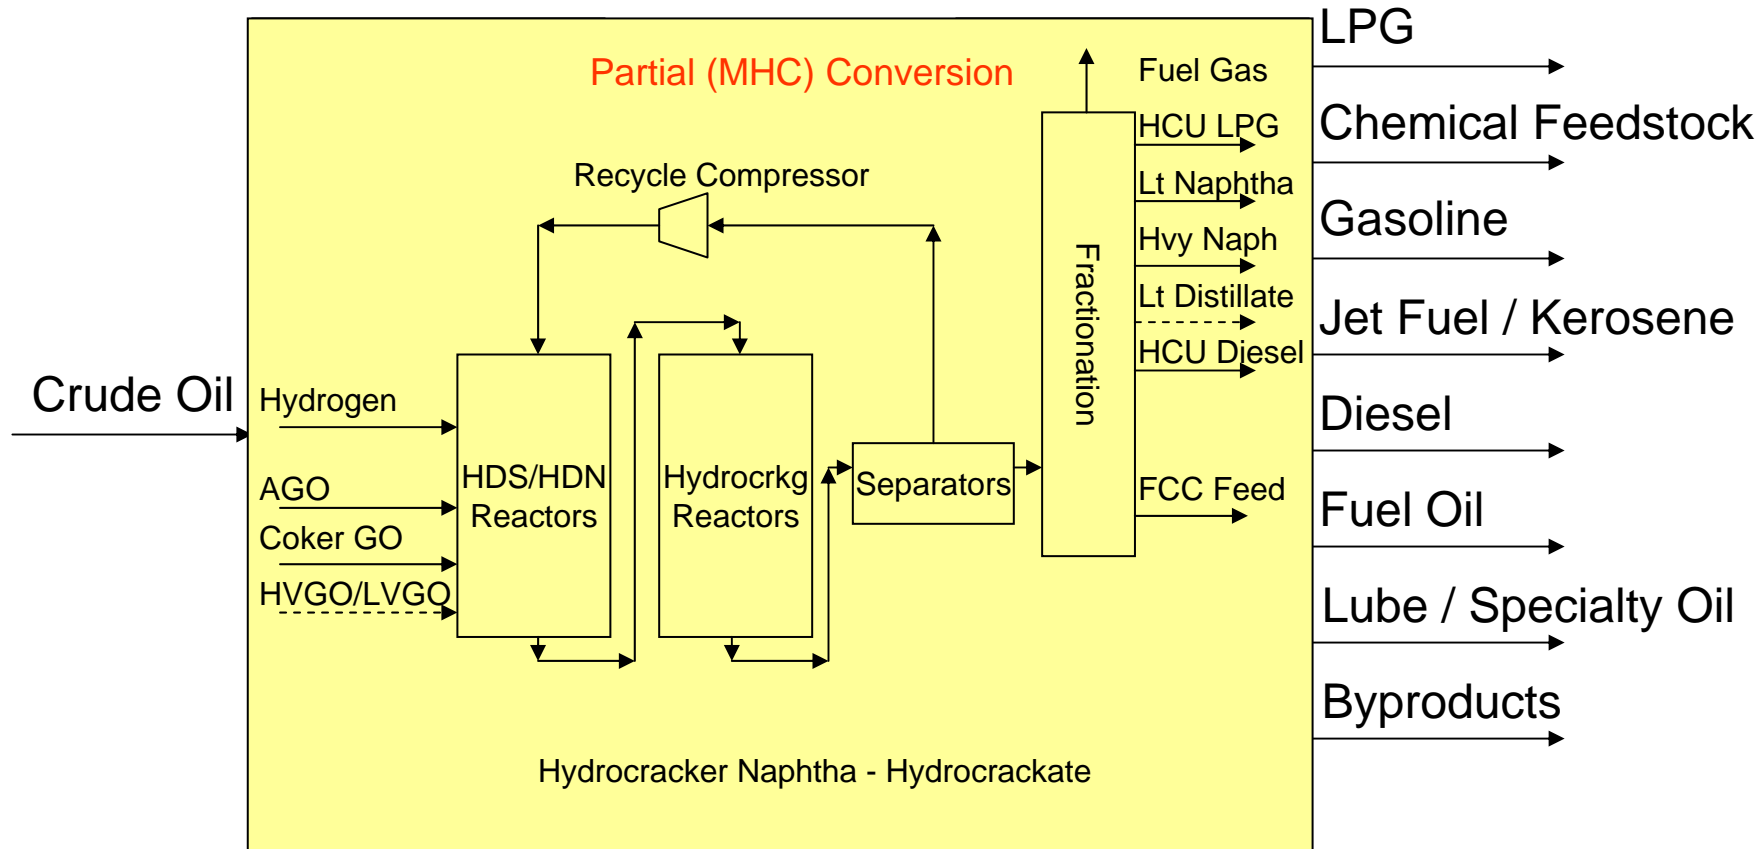 LPG
Partial (MHC) Conversion
Fuel Gas
HCU LPG
Chemical Feedstock
Recycle Compressor
Lt Naphtha
Gasoline
Hvy Naph
Fractionation
Lt Distillate
Jet Fuel / Kerosene
HCU Diesel
Crude Oil
Hydrogen
Diesel
AGO
HDS/HDN
Reactors
Hydrocrkg
Reactors
Separators
FCC Feed
Fuel Oil
Coker GO
HVGO/LVGO
Lube / Specialty Oil
Byproducts
Hydrocracker Naphtha - Hydrocrackate